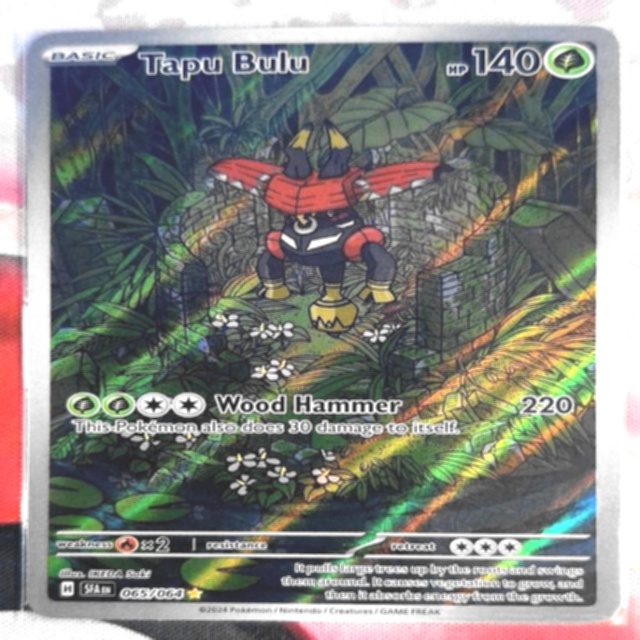 BASIC Tapu Bulu HP 140
Wood Hammer 220
This Pokémon also does 30 damage to itself.
weakness ×2 resistance retreat
illus. IKEDA Saki
It pulls large trees up by the roots and swings
them around. It causes vegetation to grow, and
then it absorbs energy from the growth.
H SFA EN 065/064
©2024 Pokémon / Nintendo / Creatures / GAME FREAK